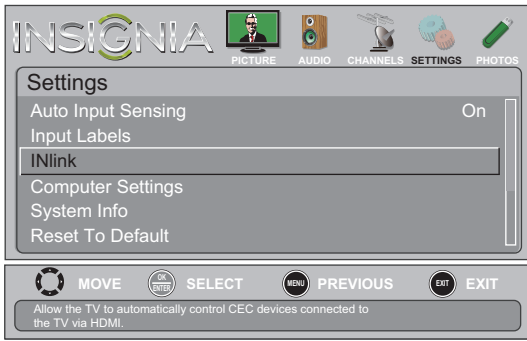 INSIGNIA
PICTURE AUDIO CHANNELS SETTINGS PHOTOS
Settings
Auto Input Sensing On
Input Labels
INlink
Computer Settings
System Info
Reset To Default
MOVE OK ENTER SELECT MENU PREVIOUS EXIT EXIT
Allow the TV to automatically control CEC devices connected to
the TV via HDMI.